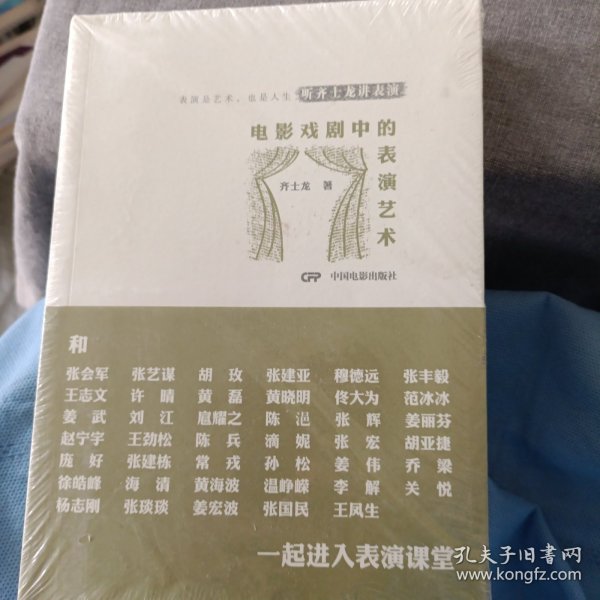 表演是艺术，也是人生 听齐士龙讲表演
电影戏剧中的表演艺术
齐士龙 著
CFP 中国电影出版社
和
张会军 张艺谋 胡玫 张建亚 穆德远 张丰毅
王志文 许晴 黄磊 黄晓明 佟大为 范冰冰
姜武 刘江 扈耀之 陈浥 张辉 姜丽芬
赵宁宇 王劲松 陈兵 滴妮 张宏 胡亚捷
庞好 张建栋 常戎 孙松 姜伟 乔梁
徐皓峰 海清 黄海波 温峥嵘 李解 关悦
杨志刚 张琰琰 姜宏波 张国民 王凤生
一起进入表演课堂
孔夫子旧书网
www.kongfz.com